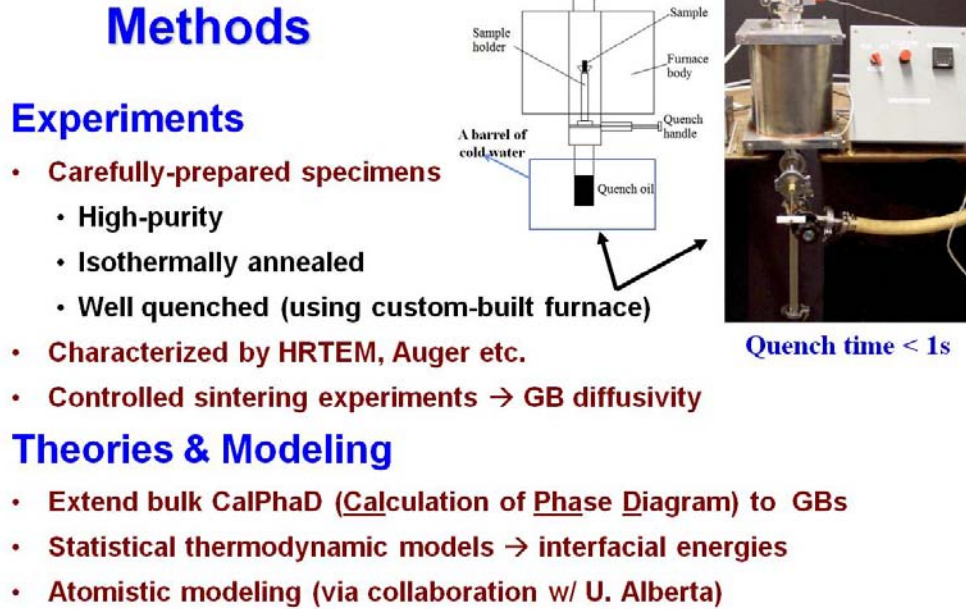 Methods
Sample
holder
Sample
Furnace
body
Quench
handle
A barrel of
cold water
Quench oil
Quench time < 1s
Experiments
• Carefully-prepared specimens
• High-purity
• Isothermally annealed
• Well quenched (using custom-built furnace)
• Characterized by HRTEM, Auger etc.
• Controlled sintering experiments → GB diffusivity
Theories & Modeling
• Extend bulk CalPhaD (Calculation of Phase Diagram) to GBs
• Statistical thermodynamic models → interfacial energies
• Atomistic modeling (via collaboration w/ U. Alberta)